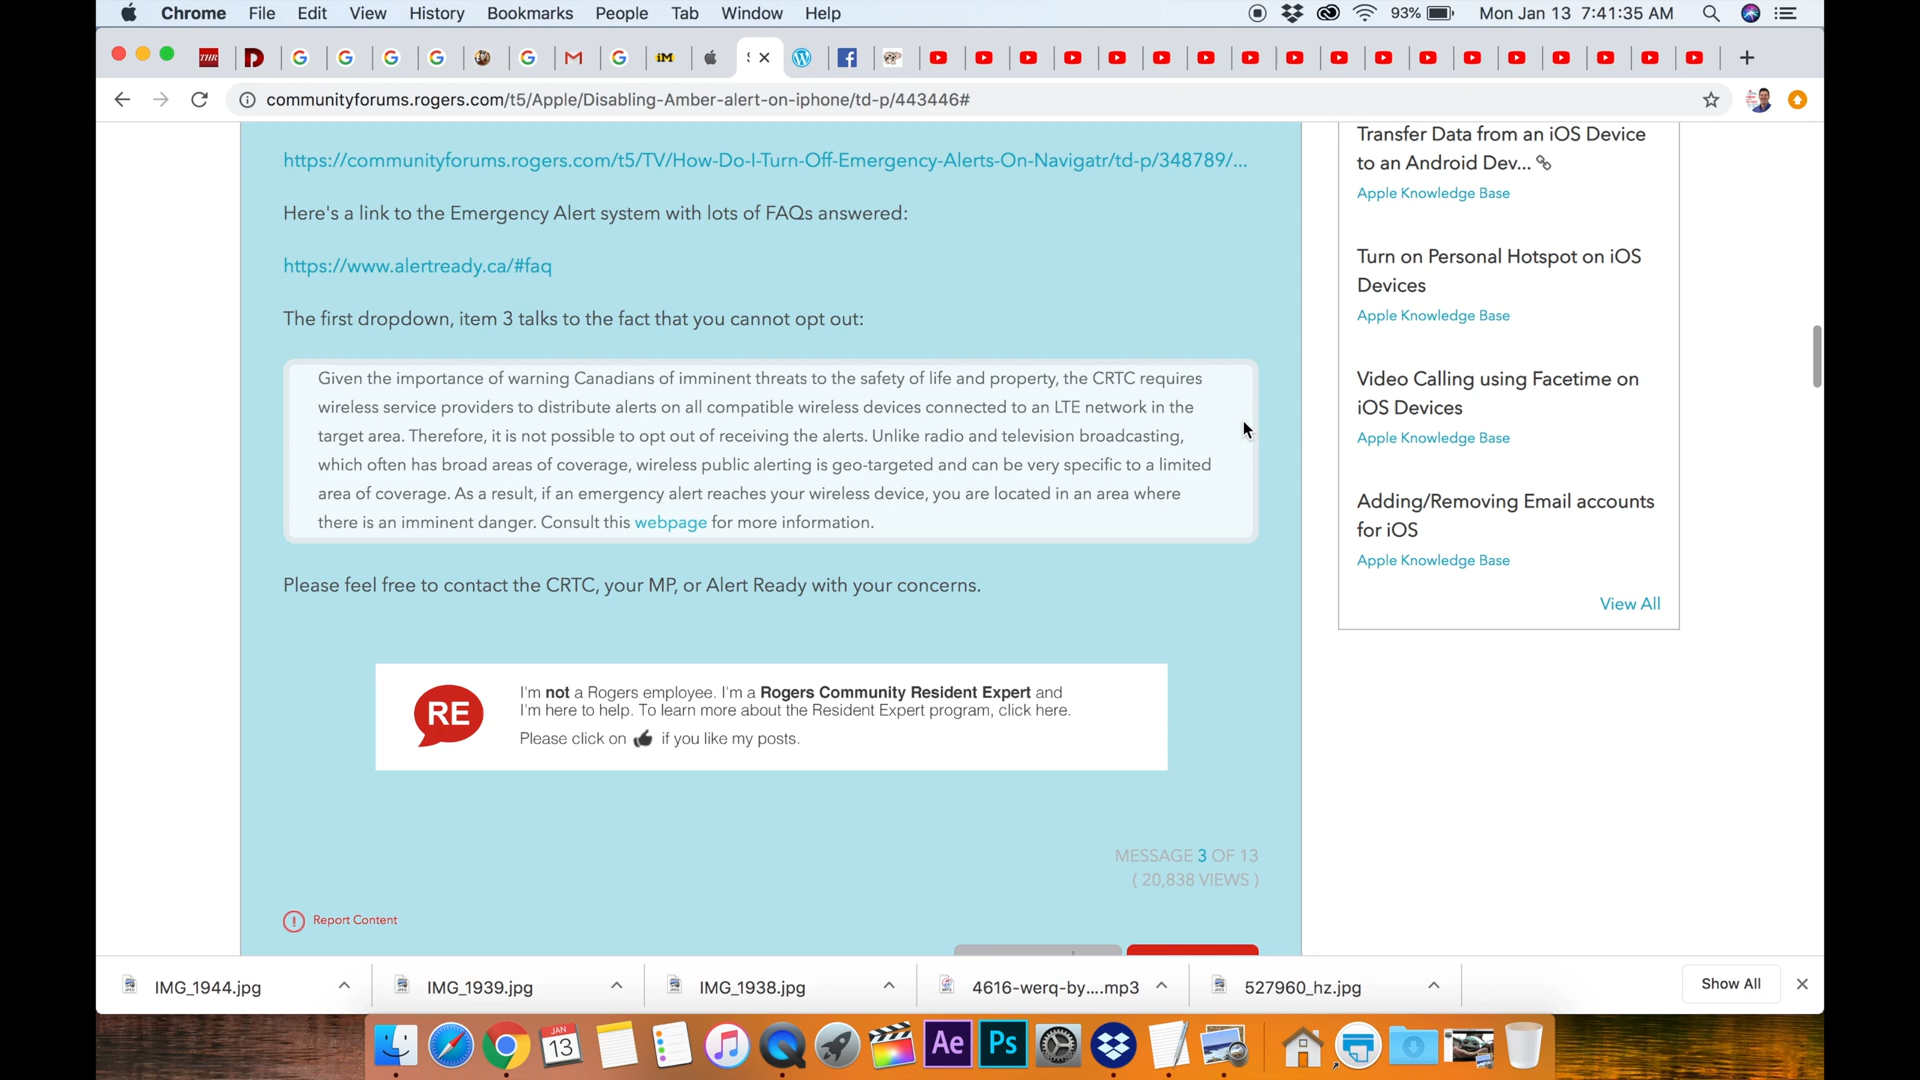 Chrome File Edit View History Bookmarks People Tab Window Help 93% Mon Jan 13 7:41:35 AM
THR iM
communityforums.rogers.com/t5/Apple/Disabling-Amber-alert-on-iphone/td-p/443446#
https://communityforums.rogers.com/t5/TV/How-Do-I-Turn-Off-Emergency-Alerts-On-Navigatr/td-p/348789/...
Here's a link to the Emergency Alert system with lots of FAQs answered:
https://www.alertready.ca/#faq
The first dropdown, item 3 talks to the fact that you cannot opt out:
Given the importance of warning Canadians of imminent threats to the safety of life and property, the CRTC requires
wireless service providers to distribute alerts on all compatible wireless devices connected to an LTE network in the
target area. Therefore, it is not possible to opt out of receiving the alerts. Unlike radio and television broadcasting,
which often has broad areas of coverage, wireless public alerting is geo-targeted and can be very specific to a limited
area of coverage. As a result, if an emergency alert reaches your wireless device, you are located in an area where
there is an imminent danger. Consult this webpage for more information.
Please feel free to contact the CRTC, your MP, or Alert Ready with your concerns.
RE
I'm not a Rogers employee. I'm a Rogers Community Resident Expert and
I'm here to help. To learn more about the Resident Expert program, click here.
Please click on if you like my posts.
MESSAGE 3 OF 13
( 20,838 VIEWS )
Report Content
Transfer Data from an iOS Device
to an Android Dev...
Apple Knowledge Base
Turn on Personal Hotspot on iOS
Devices
Apple Knowledge Base
Video Calling using Facetime on
iOS Devices
Apple Knowledge Base
Adding/Removing Email accounts
for iOS
Apple Knowledge Base
View All
IMG_1944.jpg IMG_1939.jpg IMG_1938.jpg 4616-werq-by....mp3 527960_hz.jpg Show All
JAN
13
Ae
Ps